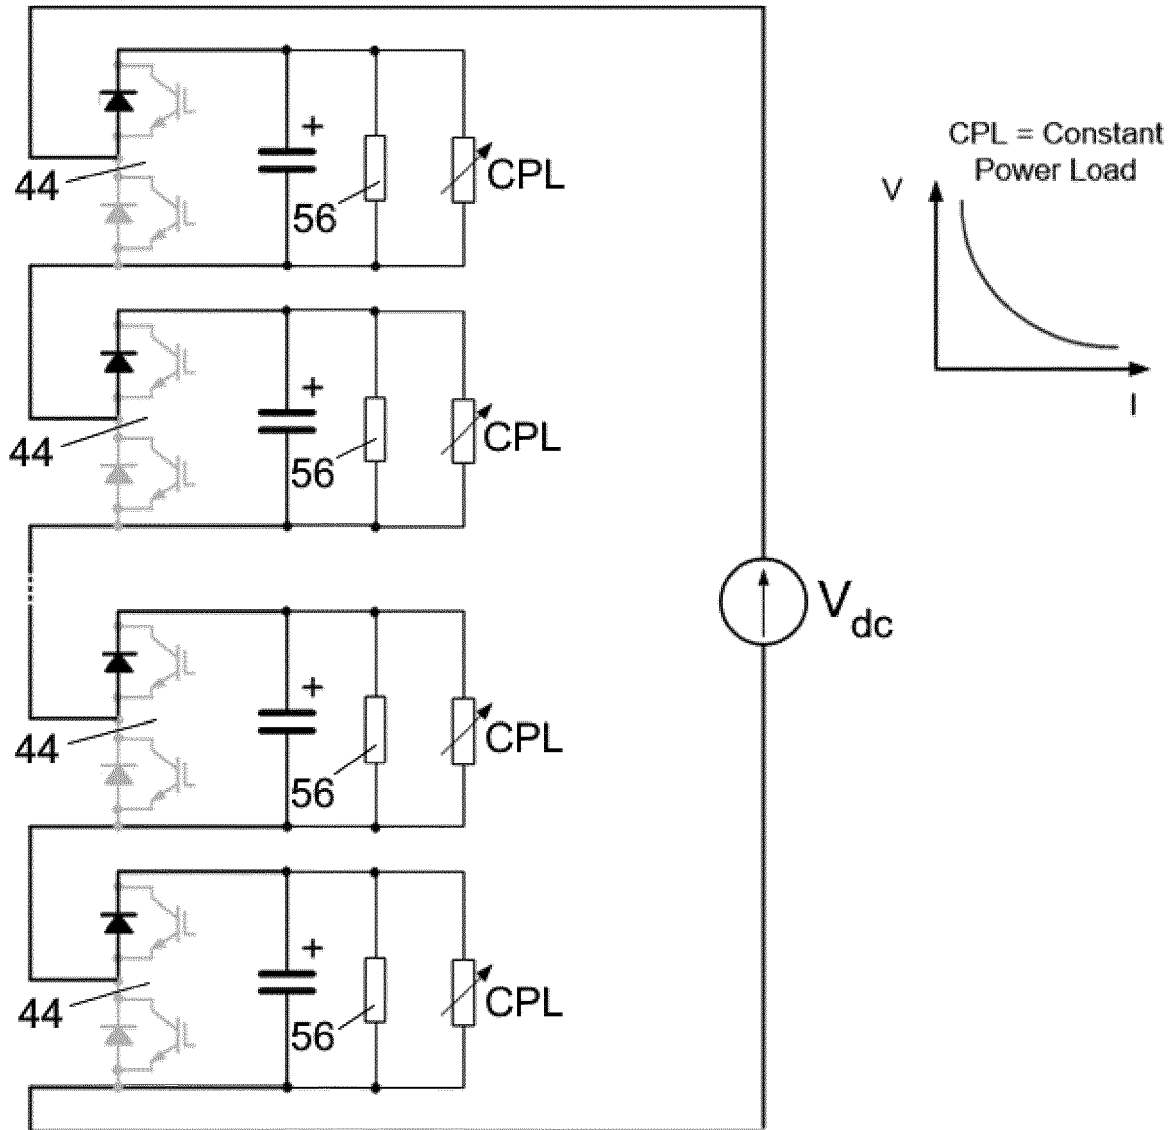 +
CPL
44
56
CPL = Constant
Power Load
V
I
+
CPL
44
56
V
dc
+
CPL
44
56
+
CPL
44
56